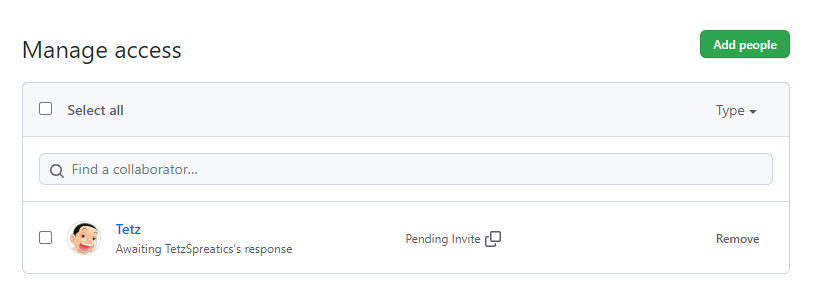 Manage access
Add people
Select all
Type
Find a collaborator...
Tetz
Awaiting TetzSpreatics's response
Pending Invite
Remove